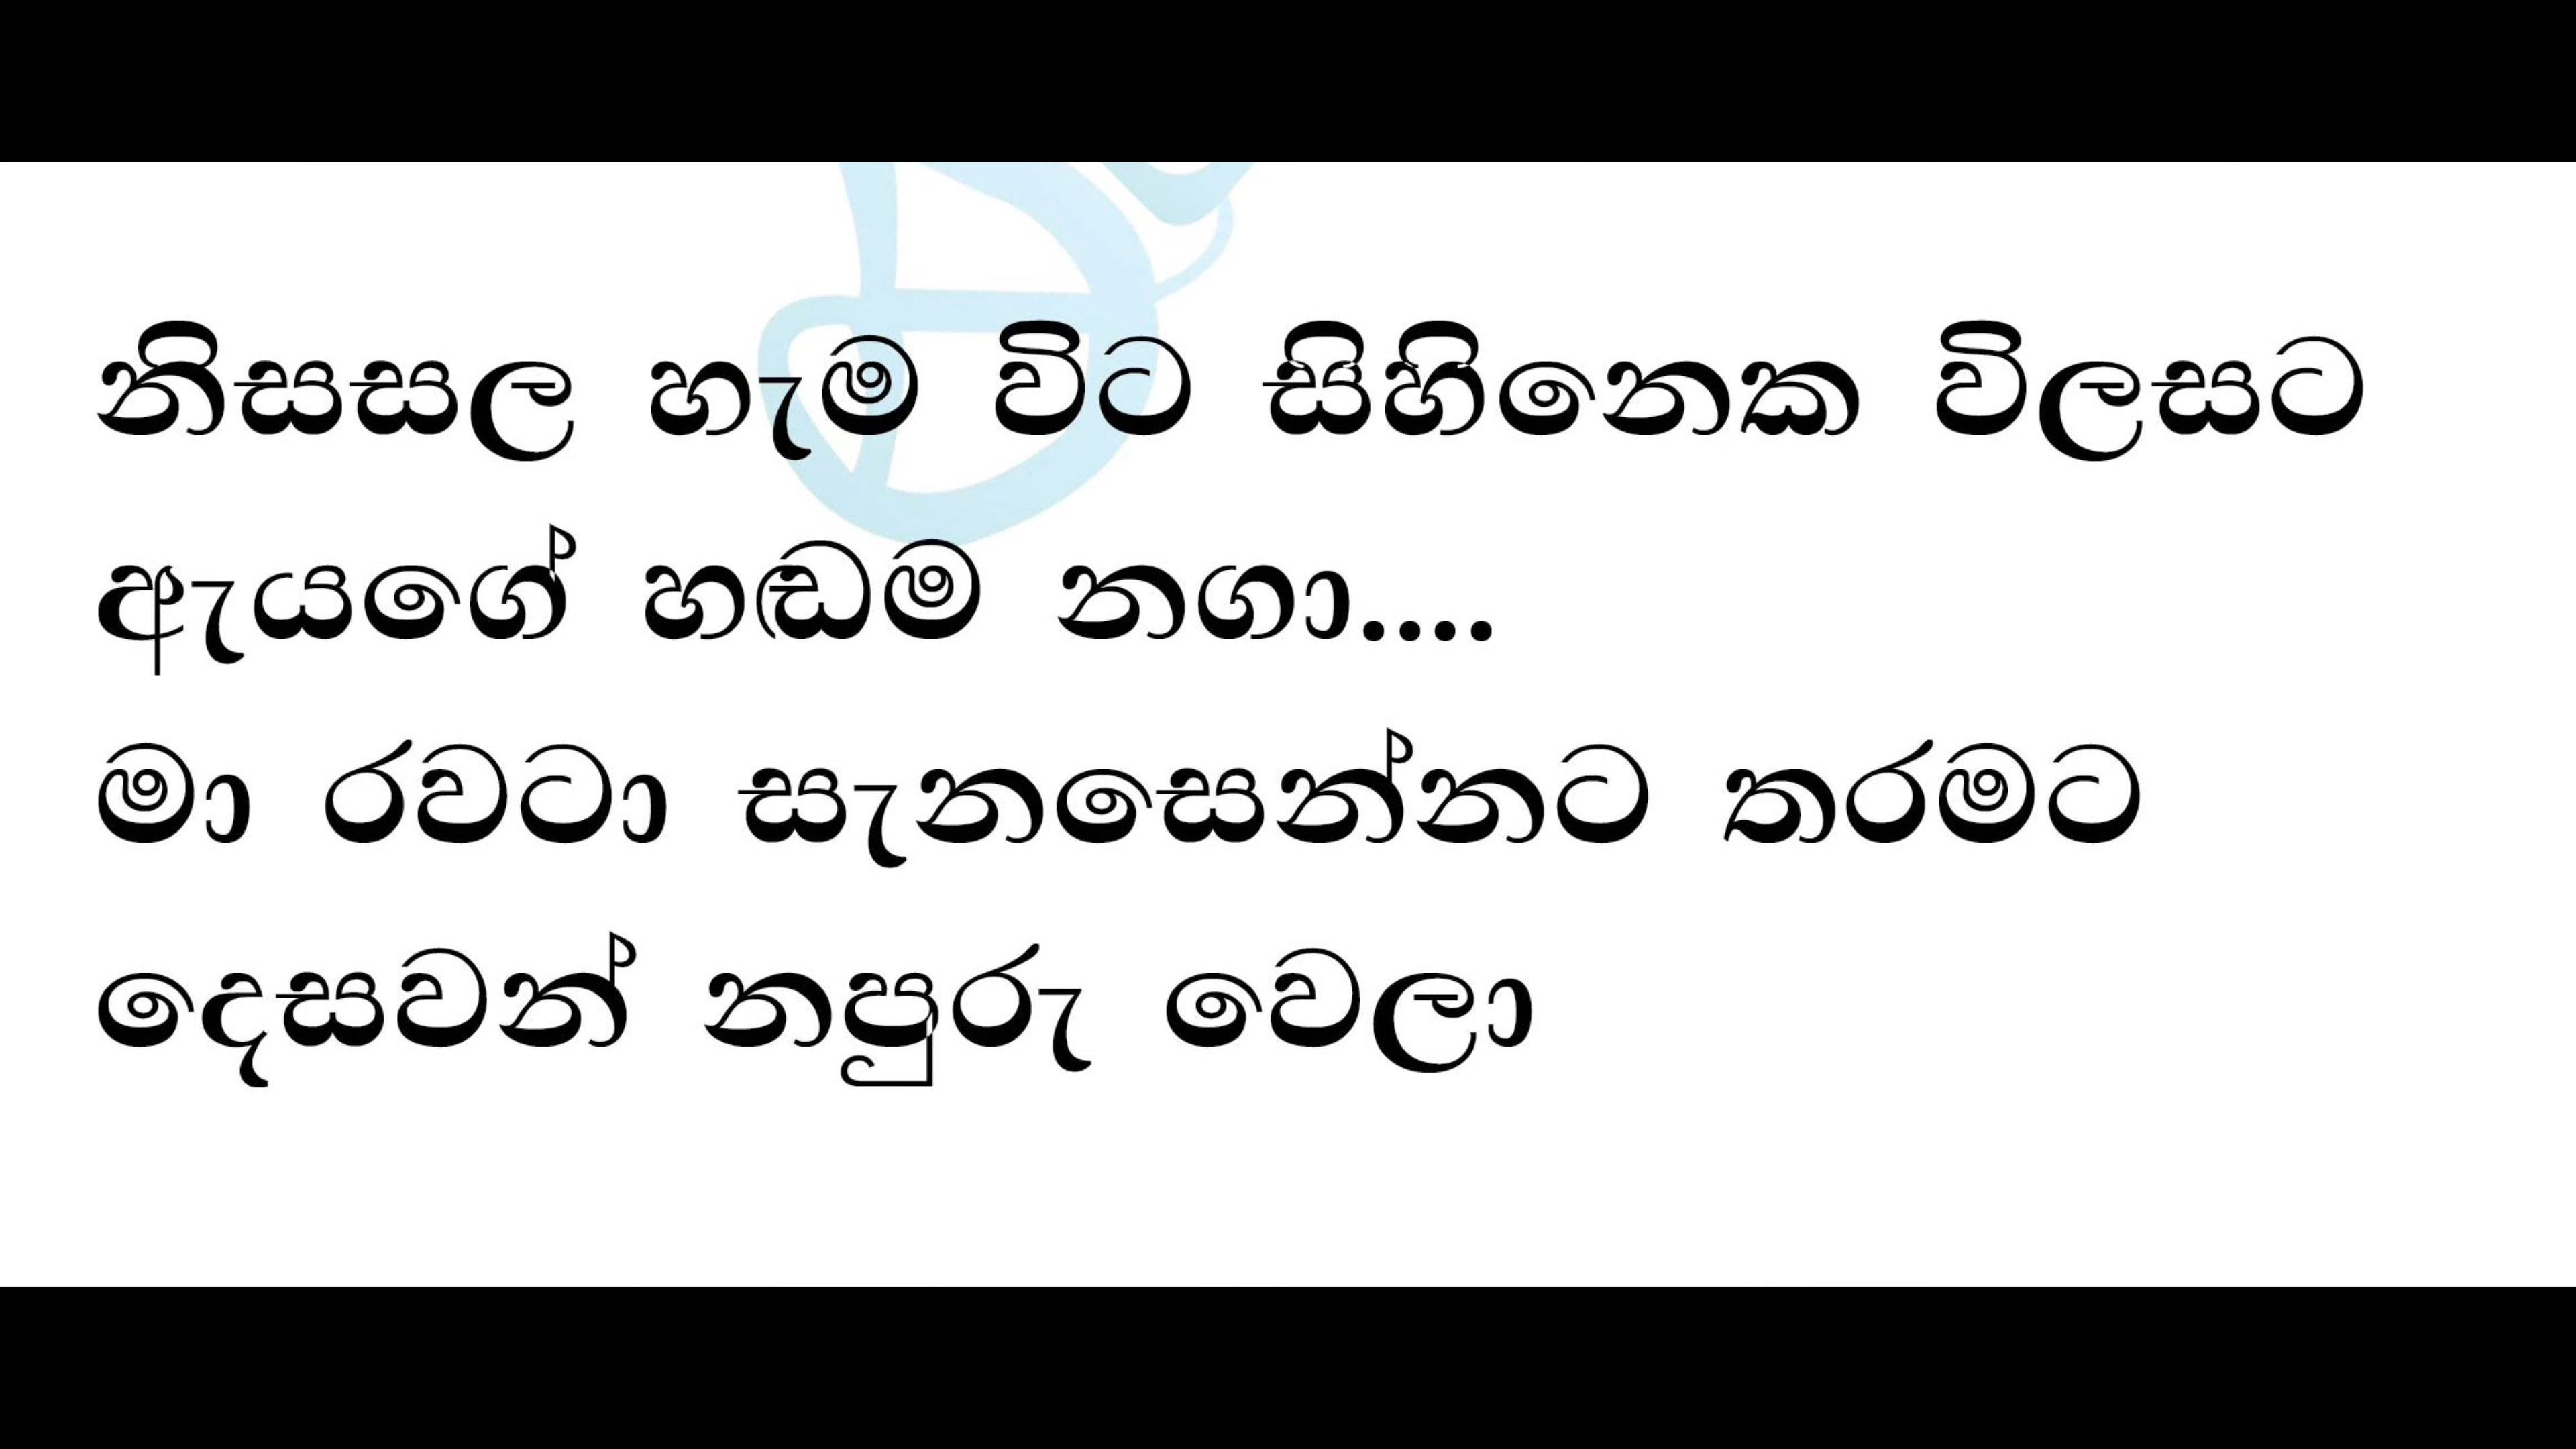 නිසසල හැම විට සිහිනෙක විලසට
ඇයගේ හඬම නගා....
මා රවටා සැනසෙන්නට තරමට
දෙසවන් නපුරු වෙලා